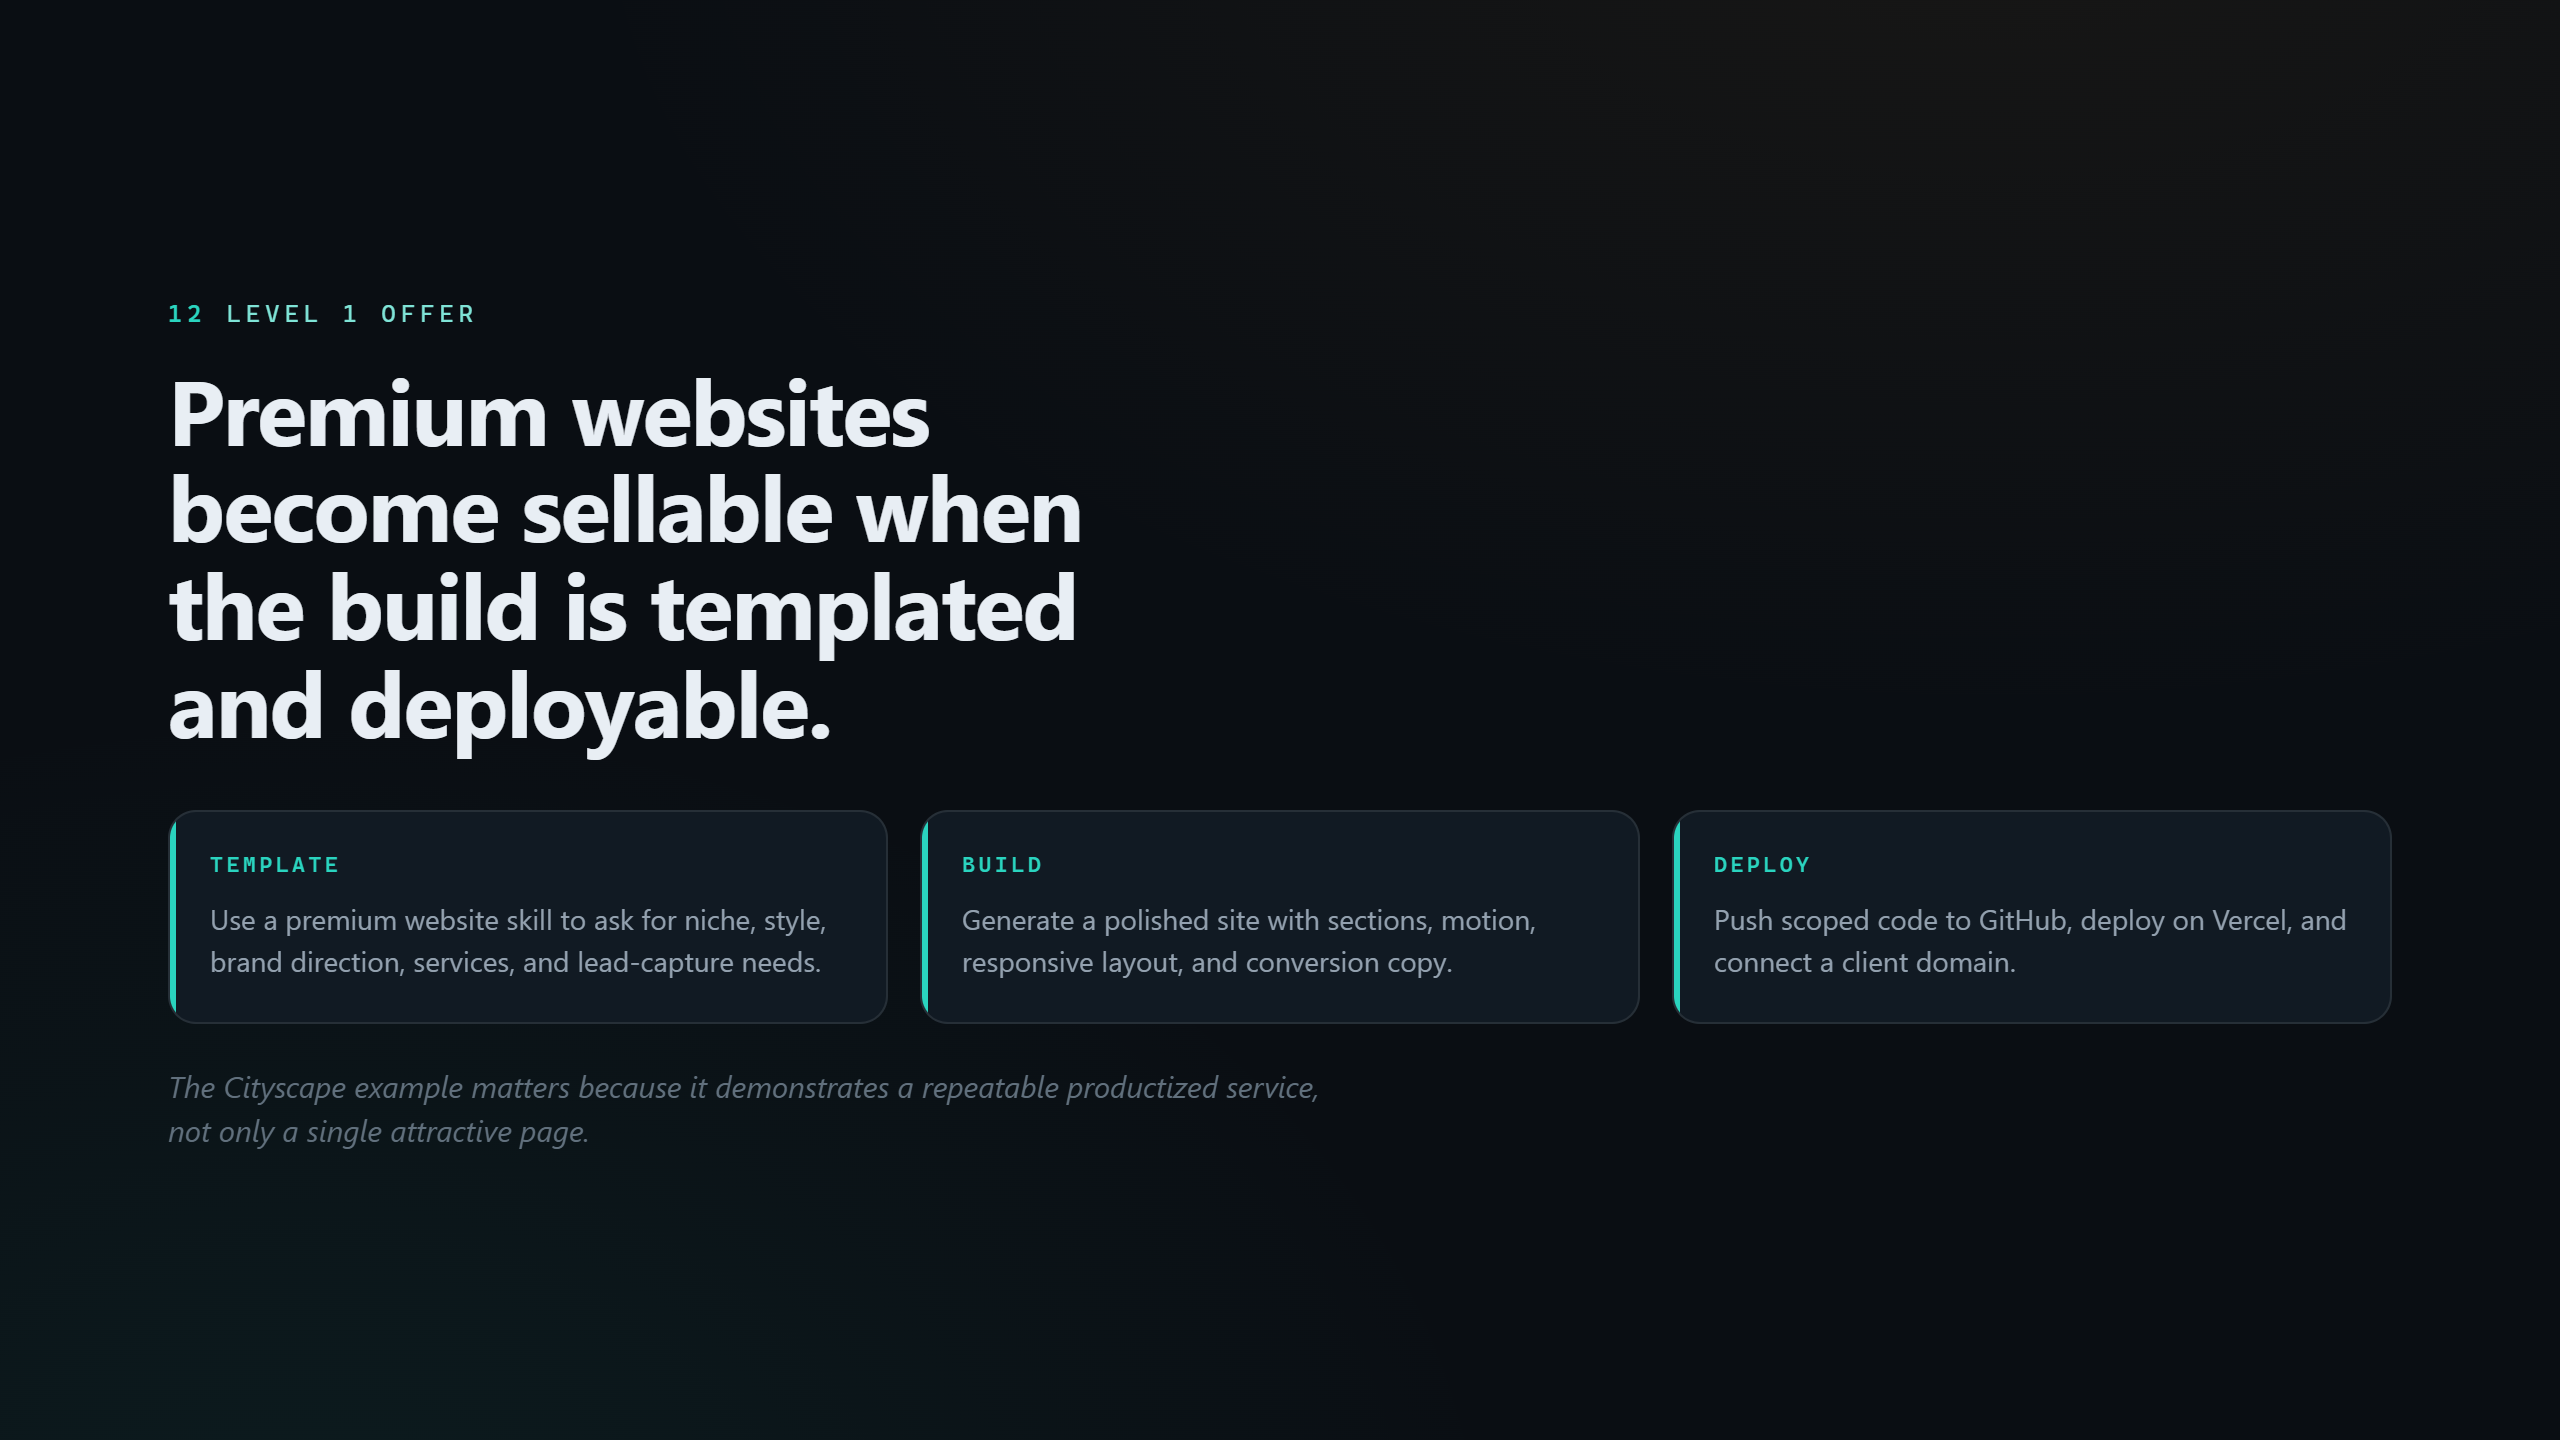 12 LEVEL 1 OFFER
Premium websites
become sellable when
the build is templated
and deployable.
TEMPLATE
Use a premium website skill to ask for niche, style,
brand direction, services, and lead-capture needs.
BUILD
Generate a polished site with sections, motion,
responsive layout, and conversion copy.
DEPLOY
Push scoped code to GitHub, deploy on Vercel, and
connect a client domain.
The Cityscape example matters because it demonstrates a repeatable productized service,
not only a single attractive page.